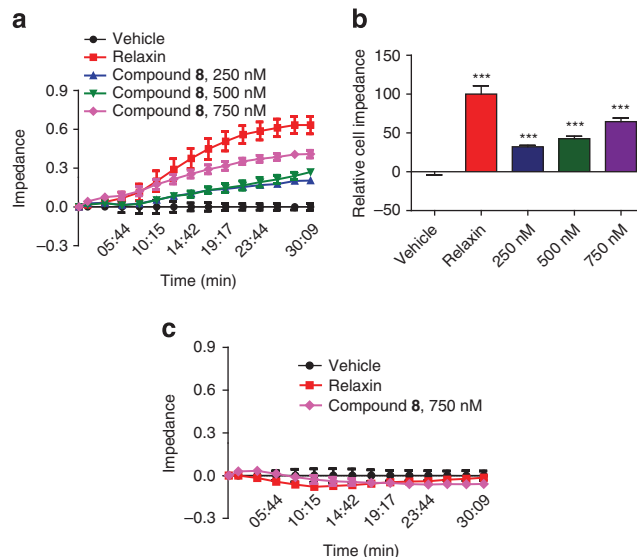 a
Vehicle
Relaxin
Compound 8, 250 nM
Compound 8, 500 nM
Compound 8, 750 nM
0.9
0.6
0.3
0.0
–0.3
Impedance
05:44
10:15
14:42
19:17
23:44
30:09
Time (min)
b
150
100
50
0
–50
Relative cell impedance
***
***
***
***
Vehicle
Relaxin
250 nM
500 nM
750 nM
c
0.9
0.6
0.3
0.0
–0.3
Impedance
Vehicle
Relaxin
Compound 8, 750 nM
05:44
10:15
14:42
19:17
23:44
30:09
Time (min)